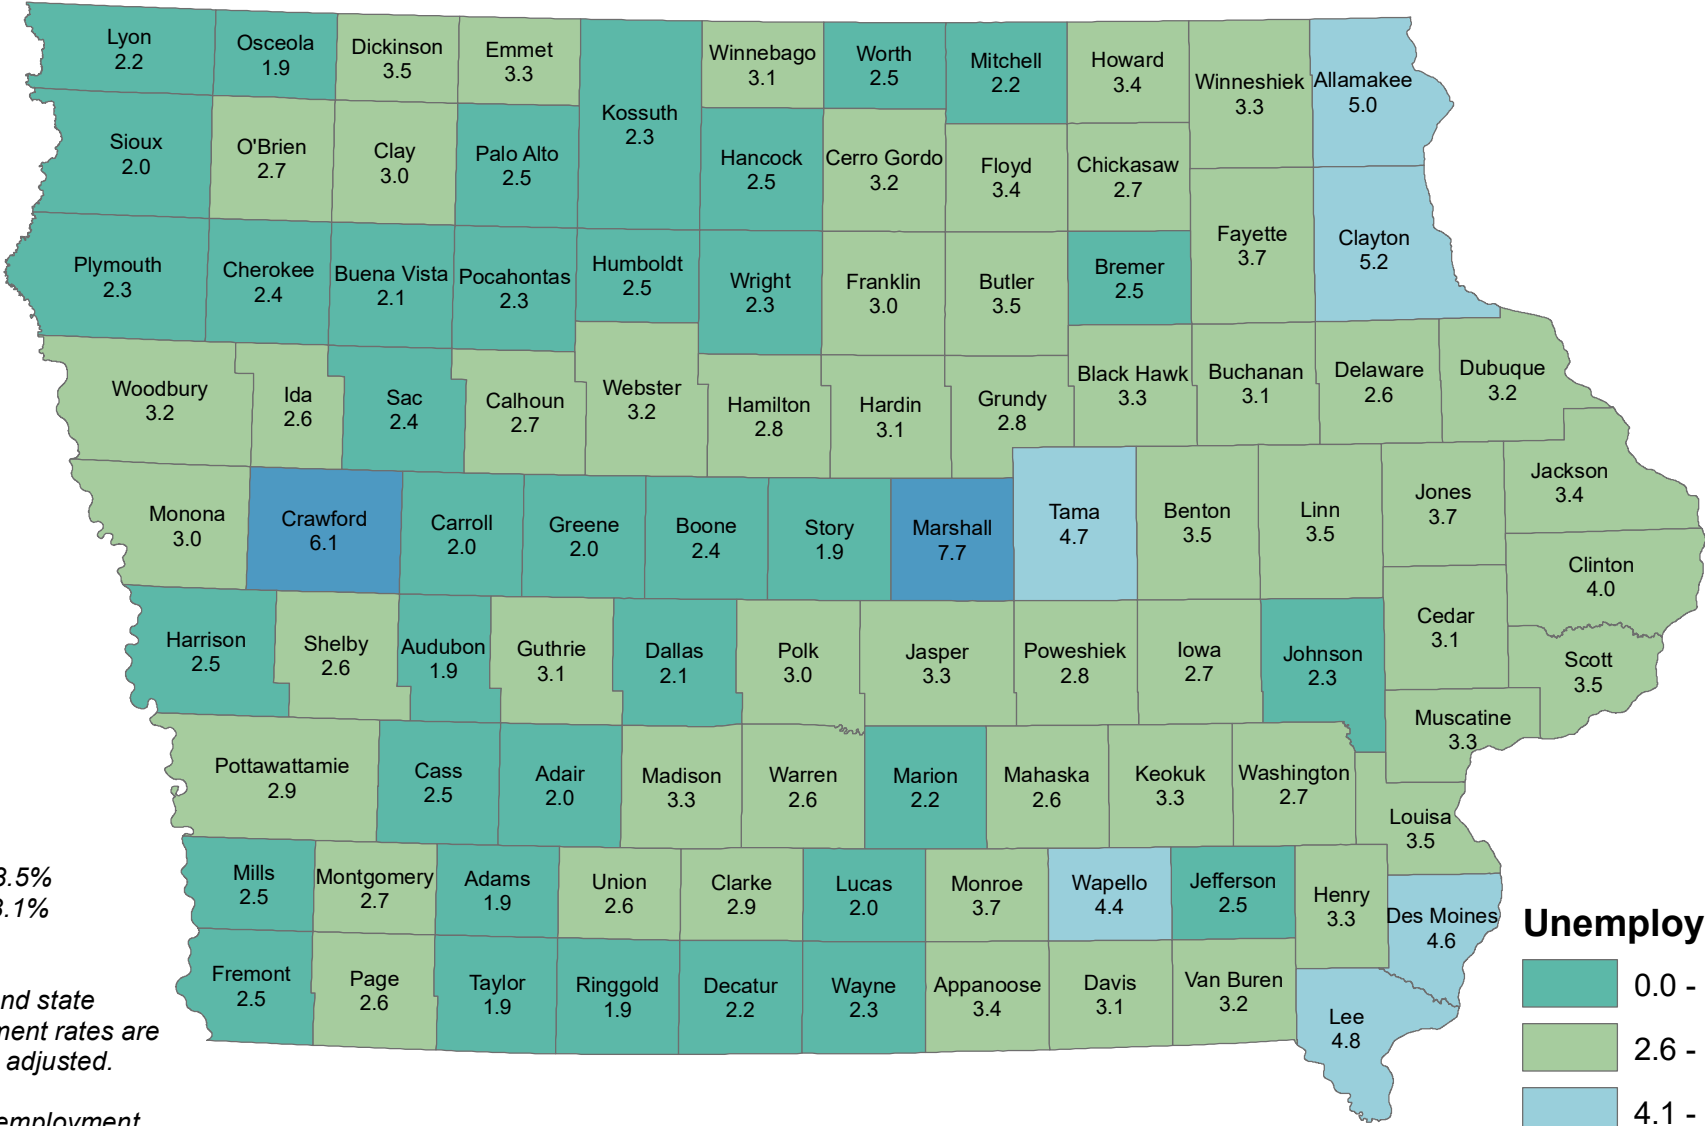 Lyon
2.2
Osceola
1.9
Dickinson
3.5
Emmet
3.3
Kossuth
2.3
Winnebago
3.1
Worth
2.5
Mitchell
2.2
Howard
3.4
Winneshiek
3.3
Allamakee
5.0
Sioux
2.0
O'Brien
2.7
Clay
3.0
Palo Alto
2.5
Hancock
2.5
Cerro Gordo
3.2
Floyd
3.4
Chickasaw
2.7
Fayette
3.7
Clayton
5.2
Plymouth
2.3
Cherokee
2.4
Buena Vista
2.1
Pocahontas
2.3
Humboldt
2.5
Wright
2.3
Franklin
3.0
Butler
3.5
Bremer
2.5
Woodbury
3.2
Ida
2.6
Sac
2.4
Calhoun
2.7
Webster
3.2
Hamilton
2.8
Hardin
3.1
Grundy
2.8
Black Hawk
3.3
Buchanan
3.1
Delaware
2.6
Dubuque
3.2
Monona
3.0
Crawford
6.1
Carroll
2.0
Greene
2.0
Boone
2.4
Story
1.9
Marshall
7.7
Tama
4.7
Benton
3.5
Linn
3.5
Jones
3.7
Jackson
3.4
Clinton
4.0
Harrison
2.5
Shelby
2.6
Audubon
1.9
Guthrie
3.1
Dallas
2.1
Polk
3.0
Jasper
3.3
Poweshiek
2.8
Iowa
2.7
Johnson
2.3
Cedar
3.1
Scott
3.5
Muscatine
3.3
Pottawattamie
2.9
Cass
2.5
Adair
2.0
Madison
3.3
Warren
2.6
Marion
2.2
Mahaska
2.6
Keokuk
3.3
Washington
2.7
Louisa
3.5
Mills
2.5
Montgomery
2.7
Adams
1.9
Union
2.6
Clarke
2.9
Lucas
2.0
Monroe
3.7
Wapello
4.4
Jefferson
2.5
Henry
3.3
Des Moines
4.6
Fremont
2.5
Page
2.6
Taylor
1.9
Ringgold
1.9
Decatur
2.2
Wayne
2.3
Appanoose
3.4
Davis
3.1
Van Buren
3.2
Lee
4.8
3.5%
3.1%
nd state
ment rates are
adjusted.
employment
Unemploy
0.0 -
2.6 -
4.1 -